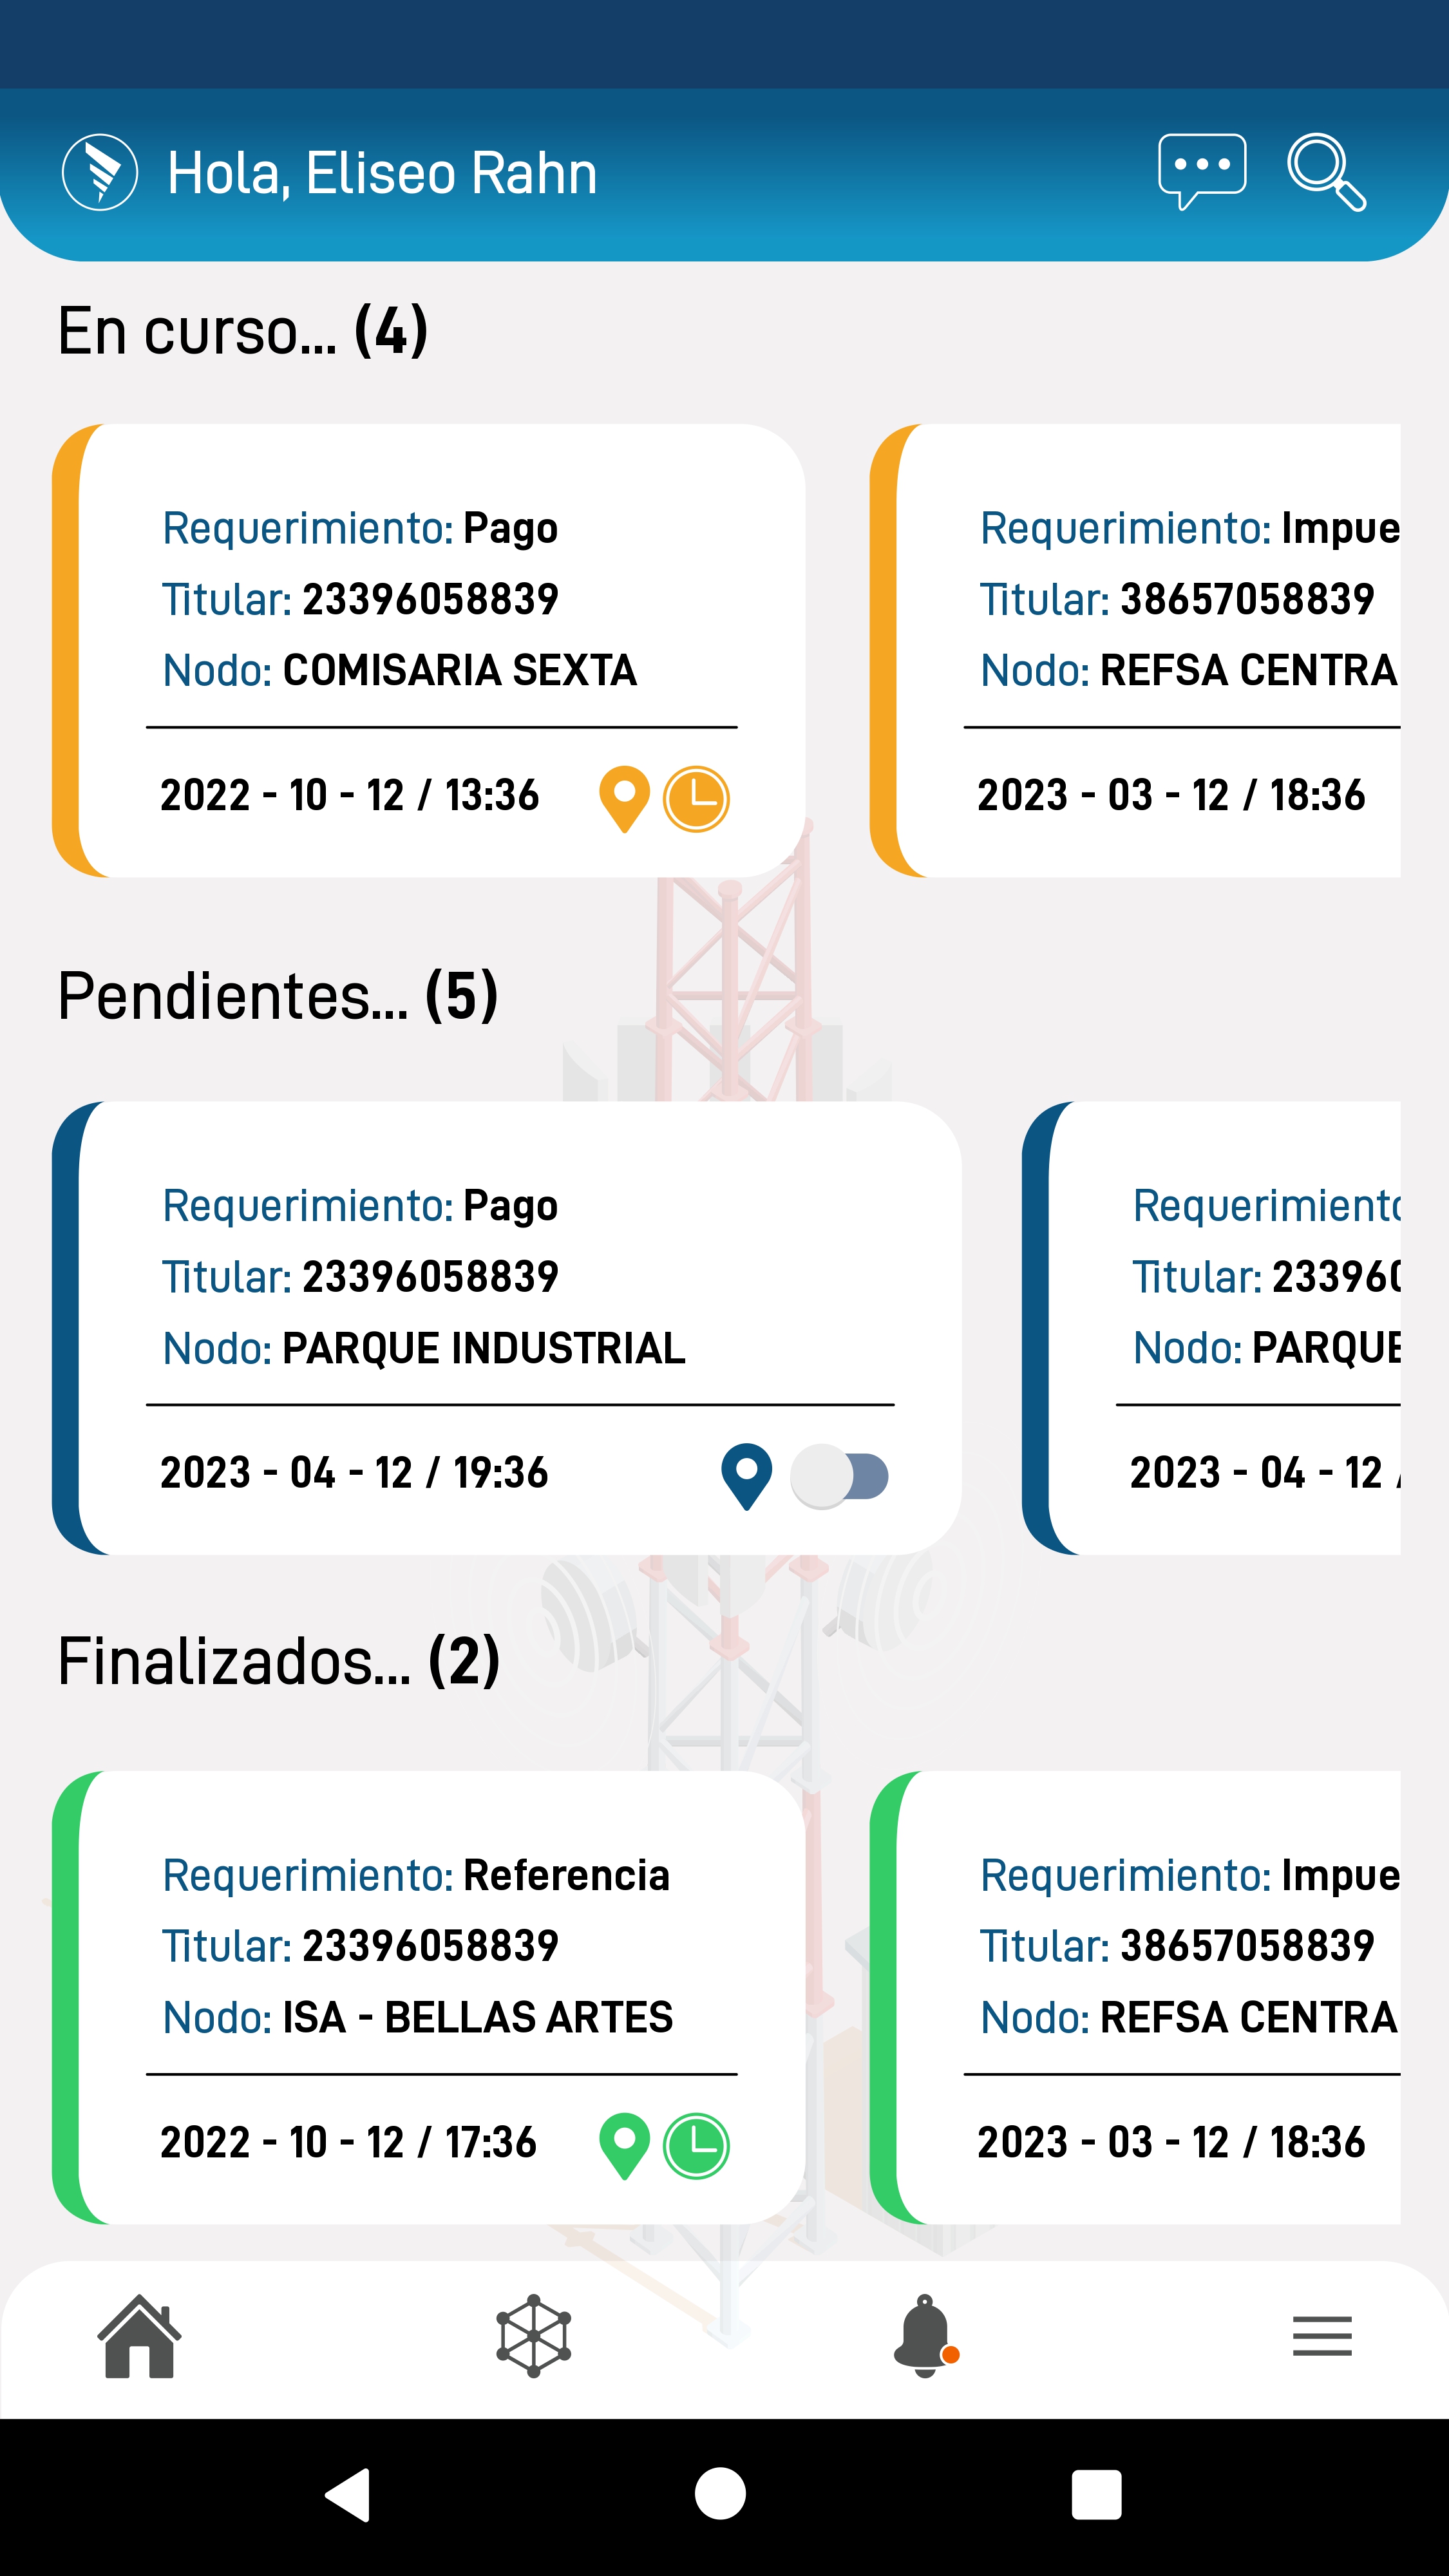 Hola, Eliseo Rahn
En curso... (4)
Requerimiento: Pago
Titular: 23396058839
Nodo: COMISARIA SEXTA
2022 - 10 - 12 / 13:36
Requerimiento: Impue
Titular: 38657058839
Nodo: REFSA CENTRA
2023 - 03 - 12 / 18:36
Pendientes... (5)
Requerimiento: Pago
Titular: 23396058839
Nodo: PARQUE INDUSTRIAL
2023 - 04 - 12 / 19:36
Requerimiento
Titular: 233960
Nodo: PARQUE
2023 - 04 - 12 /
Finalizados... (2)
Requerimiento: Referencia
Titular: 23396058839
Nodo: ISA - BELLAS ARTES
2022 - 10 - 12 / 17:36
Requerimiento: Impue
Titular: 38657058839
Nodo: REFSA CENTRA
2023 - 03 - 12 / 18:36